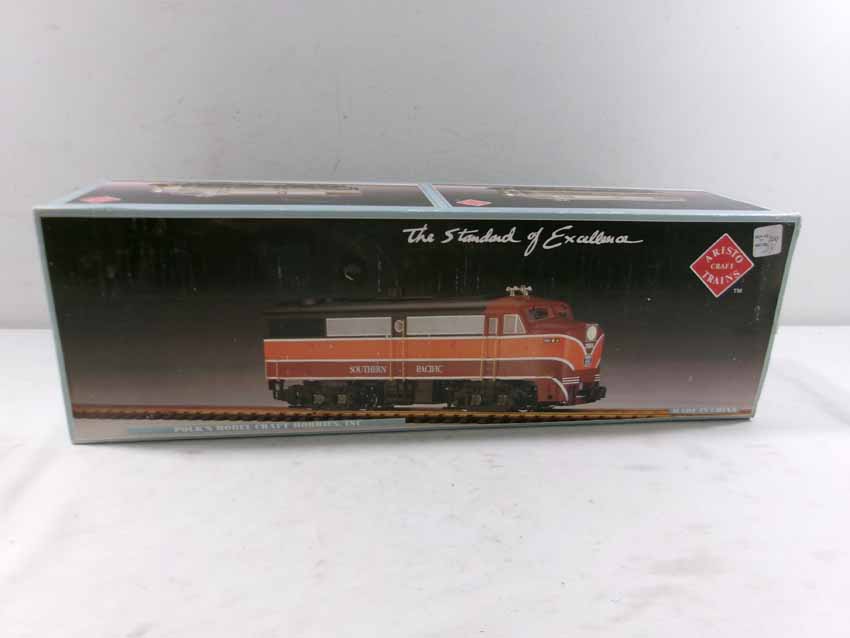 The Standard of Excellence
ARISTO
CRAFT
TRAINS
TM
SOUTHERN PACIFIC
MADE IN CHINA
POLK'S MODEL CRAFT HOBBIES, INC